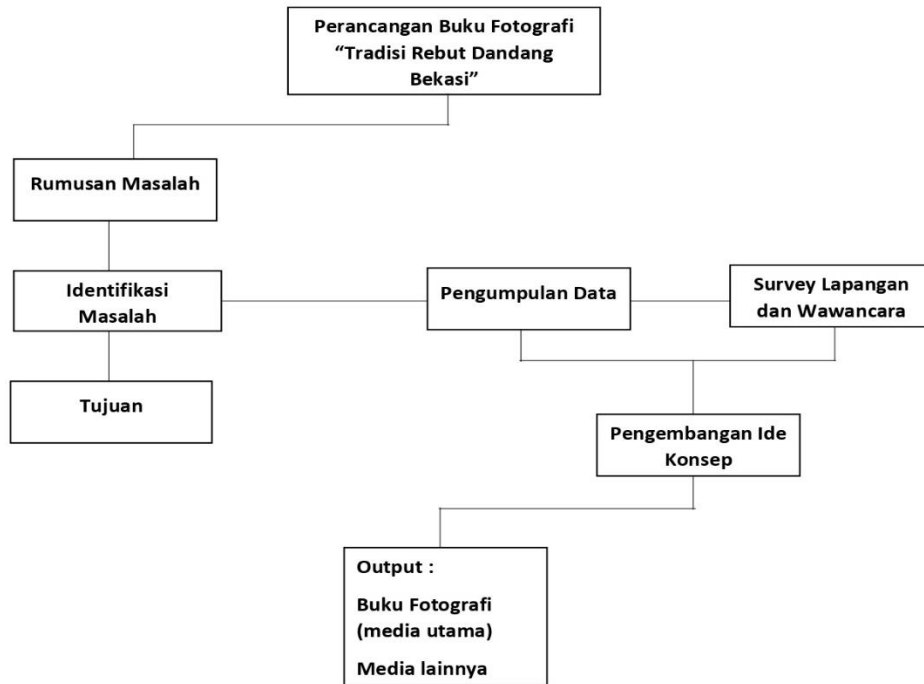 Perancangan Buku Fotografi
“Tradisi Rebut Dandang
Bekasi”
Rumusan Masalah
Identifikasi
Masalah
Pengumpulan Data
Survey Lapangan
dan Wawancara
Tujuan
Pengembangan Ide
Konsep
Output :
Buku Fotografi
(media utama)
Media lainnya